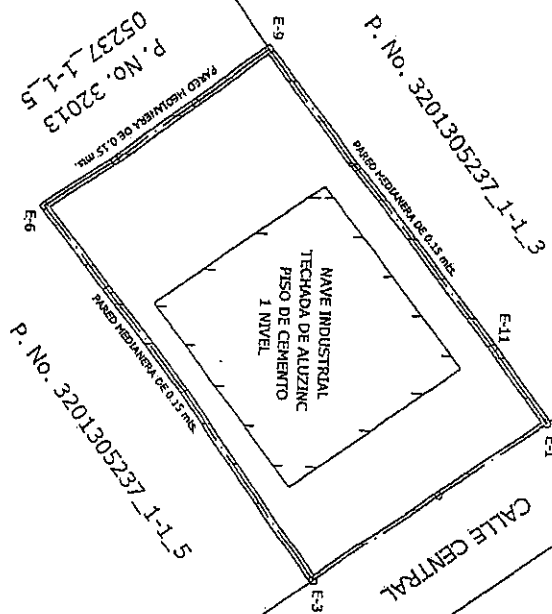 P. No. 32013
05237_1-1_5
E-9
P. No. 3201305237_1-1_3
PARED MEDIANERA DE 0.15 mts.
PARED MEDIANERA DE 0.15 mts.
E-11
E-1
NAVE INDUSTRIAL
TECHADA DE ALUZINC
PISO DE CEMENTO
1 NIVEL
E-6
PARED MEDIANERA DE 0.15 mts.
P. No. 3201305237_1-1_5
CALLE CENTRAL
E-3